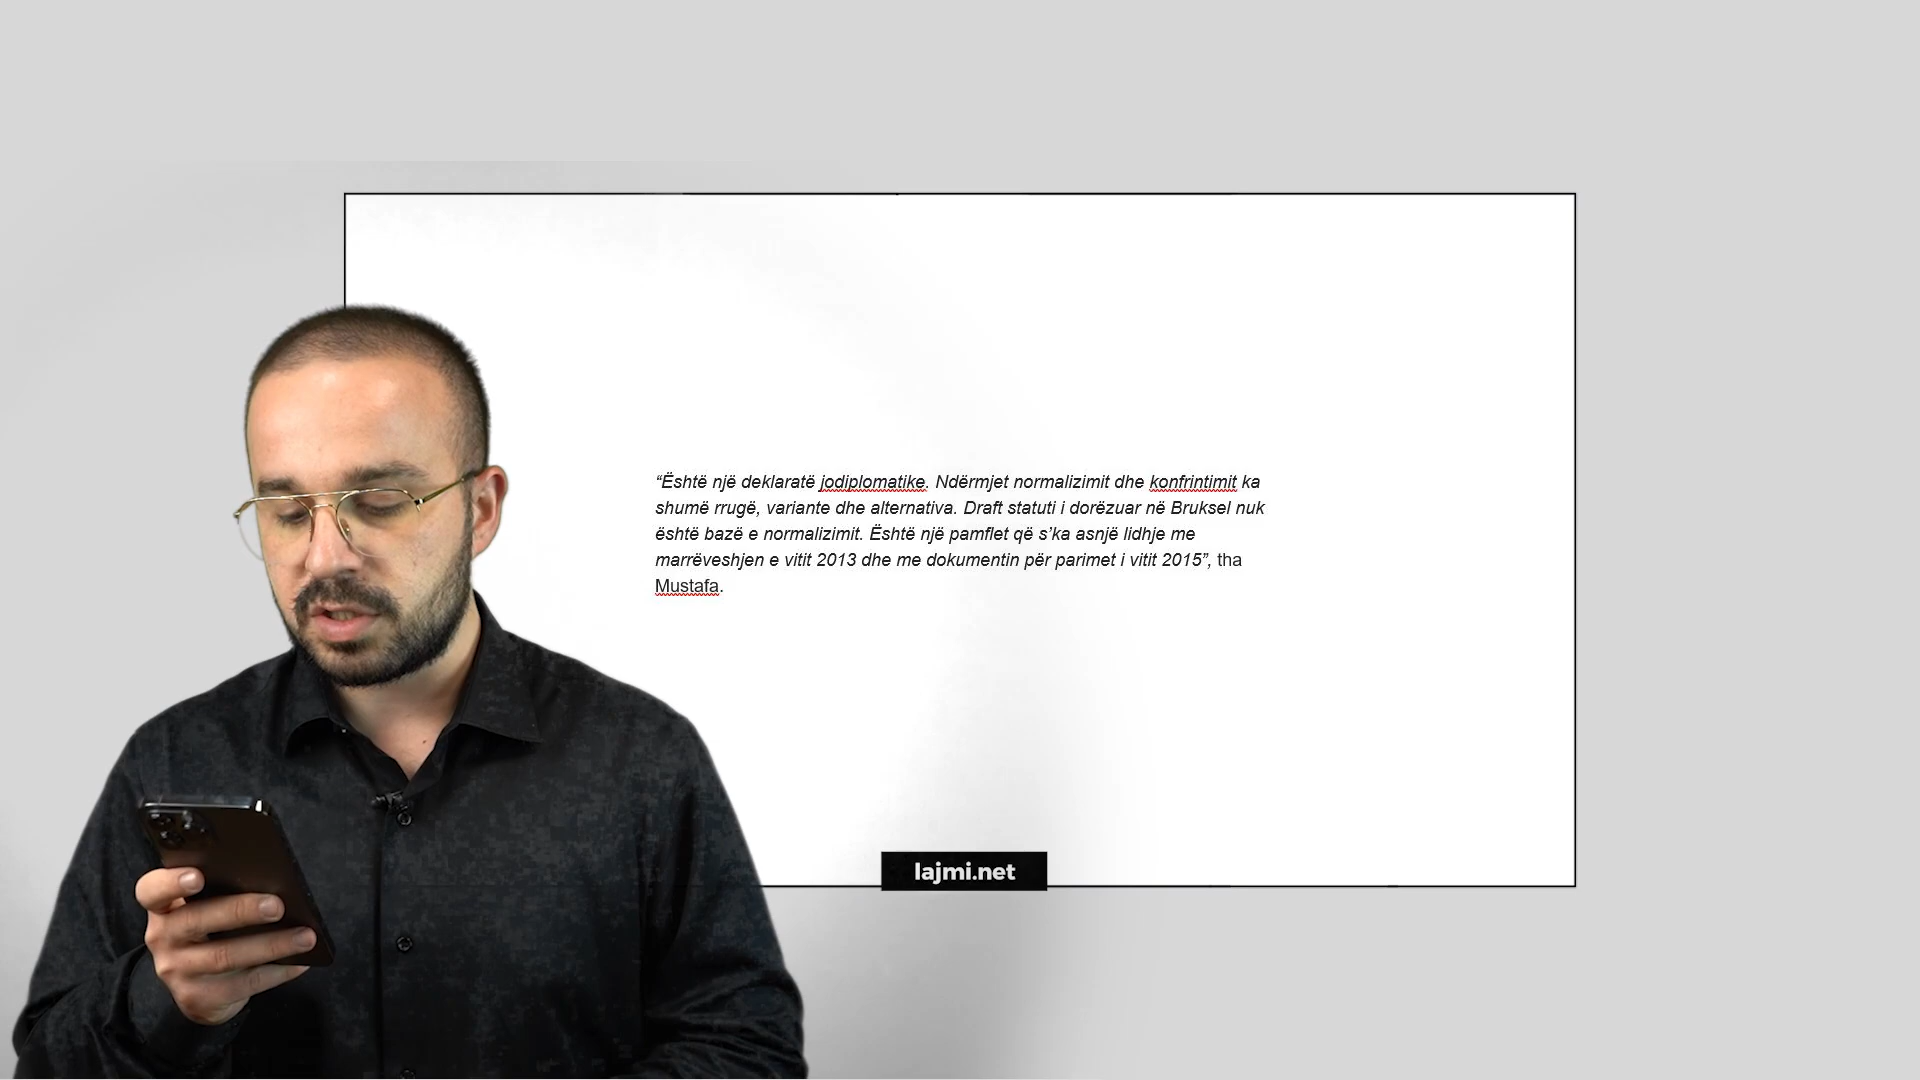 “Është një deklaratë jodiplomatike. Ndërmjet normalizimit dhe konfrintimit ka
shumë rrugë, variante dhe alternativa. Draft statuti i dorëzuar në Bruksel nuk
është bazë e normalizimit. Është një pamflet që s’ka asnjë lidhje me
marrëveshjen e vitit 2013 dhe me dokumentin për parimet i vitit 2015”, tha
Mustafa.
lajmi.net